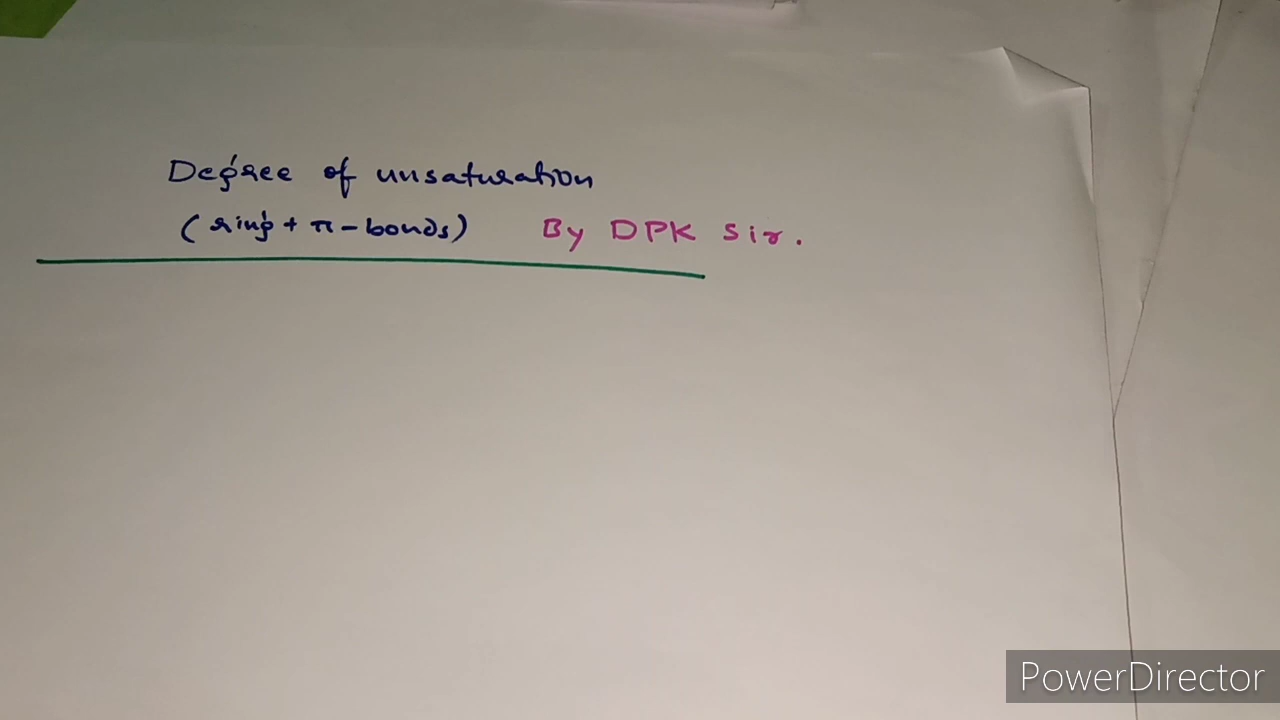 Degree of unsaturation
(ring + π-bonds) By DPK Sir.
PowerDirector